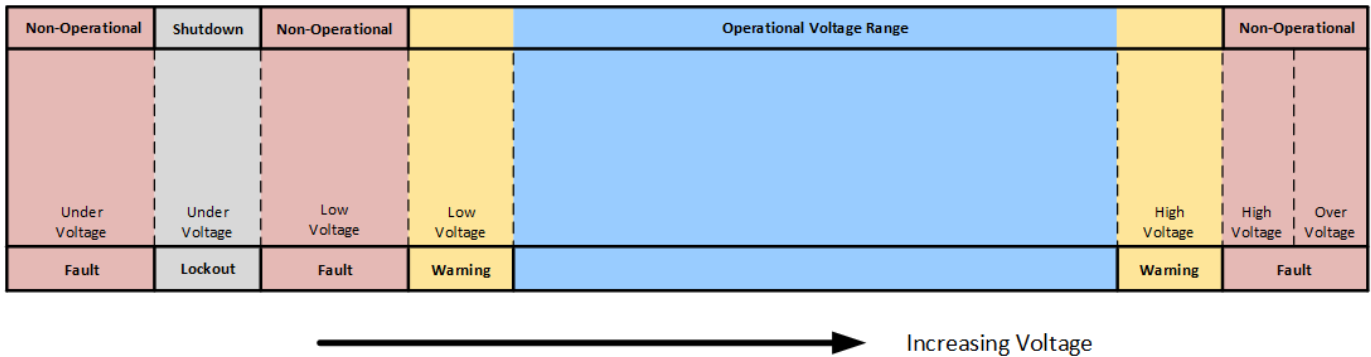 Non-Operational Shutdown Non-Operational Operational Voltage Range Non-Operational
Under Under Low Low High High Over
Voltage Voltage Voltage Voltage Voltage Voltage Voltage
Fault Lockout Fault Warning Warning Fault
Increasing Voltage